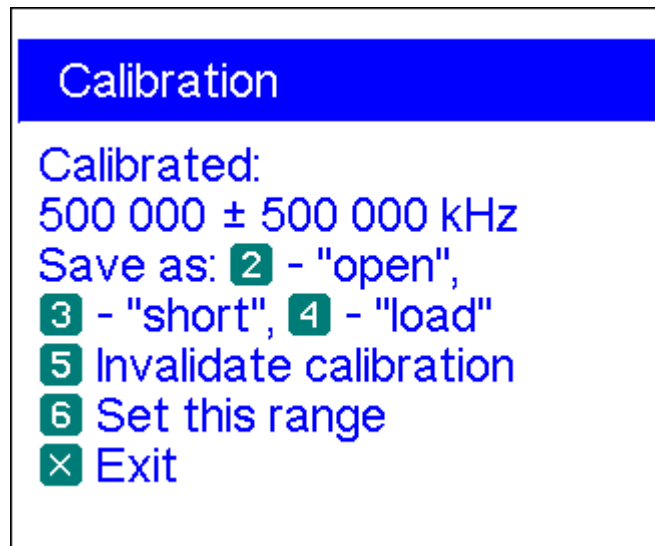 Calibration
Calibrated:
500 000 ± 500 000 kHz
Save as: 2 - "open",
3 - "short", 4 - "load"
5 Invalidate calibration
6 Set this range
× Exit